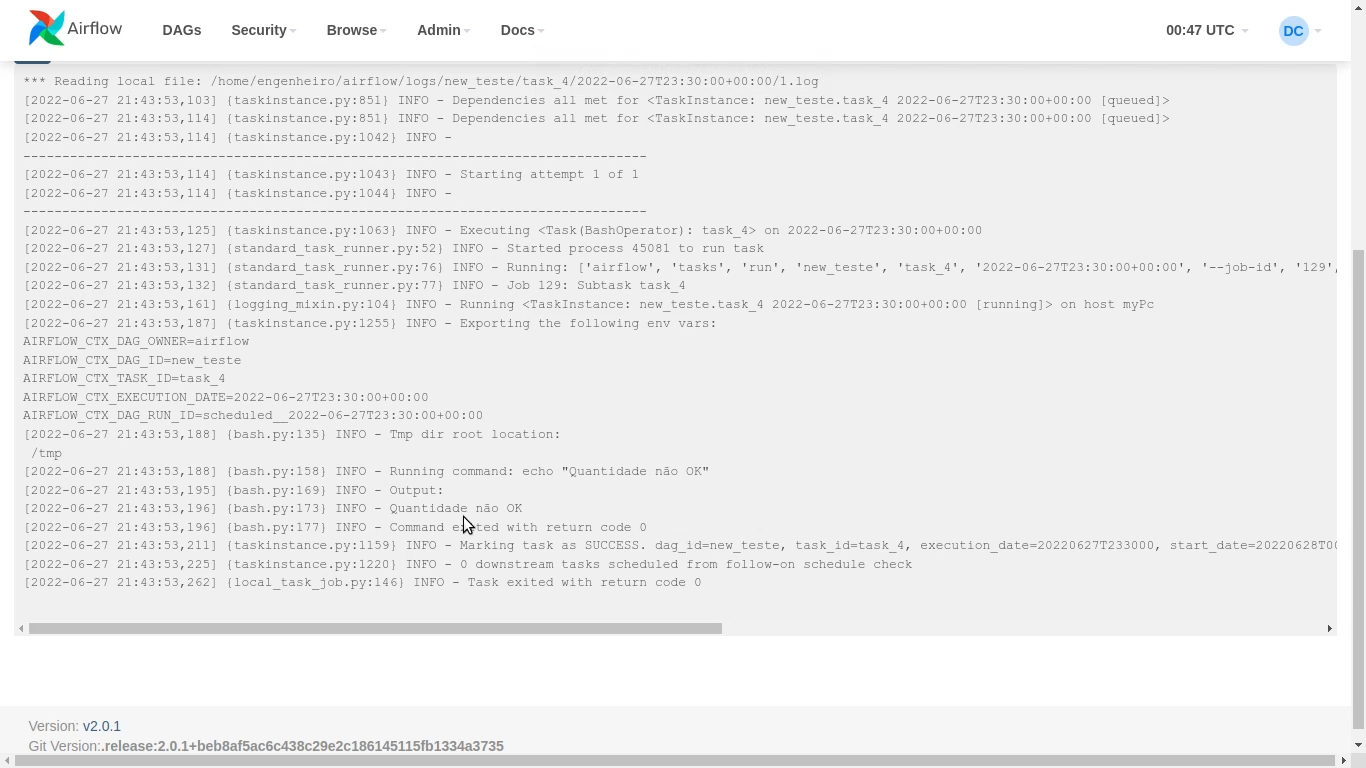 Airflow DAGs Security Browse Admin Docs 00:47 UTC DC
*** Reading local file: /home/engenheiro/airflow/logs/new_teste/task_4/2022-06-27T23:30:00+00:00/1.log
[2022-06-27 21:43:53,103] {taskinstance.py:851} INFO - Dependencies all met for <TaskInstance: new_teste.task_4 2022-06-27T23:30:00+00:00 [queued]>
[2022-06-27 21:43:53,114] {taskinstance.py:851} INFO - Dependencies all met for <TaskInstance: new_teste.task_4 2022-06-27T23:30:00+00:00 [queued]>
[2022-06-27 21:43:53,114] {taskinstance.py:1042} INFO -
--------------------------------------------------------------------------------
[2022-06-27 21:43:53,114] {taskinstance.py:1043} INFO - Starting attempt 1 of 1
[2022-06-27 21:43:53,114] {taskinstance.py:1044} INFO -
--------------------------------------------------------------------------------
[2022-06-27 21:43:53,125] {taskinstance.py:1063} INFO - Executing <Task(BashOperator): task_4> on 2022-06-27T23:30:00+00:00
[2022-06-27 21:43:53,127] {standard_task_runner.py:52} INFO - Started process 45081 to run task
[2022-06-27 21:43:53,131] {standard_task_runner.py:76} INFO - Running: ['airflow', 'tasks', 'run', 'new_teste', 'task_4', '2022-06-27T23:30:00+00:00', '--job-id', '129',
[2022-06-27 21:43:53,132] {standard_task_runner.py:77} INFO - Job 129: Subtask task_4
[2022-06-27 21:43:53,161] {logging_mixin.py:104} INFO - Running <TaskInstance: new_teste.task_4 2022-06-27T23:30:00+00:00 [running]> on host myPc
[2022-06-27 21:43:53,187] {taskinstance.py:1255} INFO - Exporting the following env vars:
AIRFLOW_CTX_DAG_OWNER=airflow
AIRFLOW_CTX_DAG_ID=new_teste
AIRFLOW_CTX_TASK_ID=task_4
AIRFLOW_CTX_EXECUTION_DATE=2022-06-27T23:30:00+00:00
AIRFLOW_CTX_DAG_RUN_ID=scheduled__2022-06-27T23:30:00+00:00
[2022-06-27 21:43:53,188] {bash.py:135} INFO - Tmp dir root location:
/tmp
[2022-06-27 21:43:53,188] {bash.py:158} INFO - Running command: echo "Quantidade não OK"
[2022-06-27 21:43:53,195] {bash.py:169} INFO - Output:
[2022-06-27 21:43:53,196] {bash.py:173} INFO - Quantidade não OK
[2022-06-27 21:43:53,196] {bash.py:177} INFO - Command exited with return code 0
[2022-06-27 21:43:53,211] {taskinstance.py:1159} INFO - Marking task as SUCCESS. dag_id=new_teste, task_id=task_4, execution_date=20220627T233000, start_date=20220628T00
[2022-06-27 21:43:53,225] {taskinstance.py:1220} INFO - 0 downstream tasks scheduled from follow-on schedule check
[2022-06-27 21:43:53,262] {local_task_job.py:146} INFO - Task exited with return code 0
Version: v2.0.1
Git Version:.release:2.0.1+beb8af5ac6c438c29e2c186145115fb1334a3735